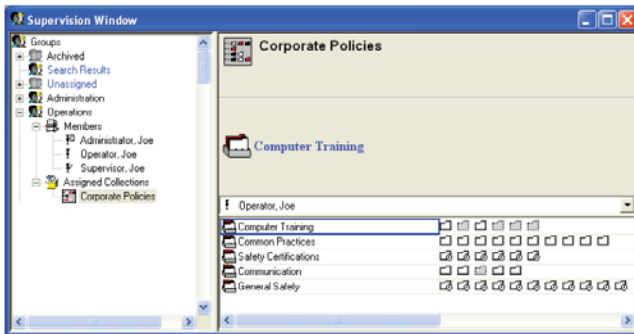 Supervision Window
Groups
Archived
Search Results
Unassigned
Administration
Operations
Members
Administrator, Joe
Operator, Joe
Supervisor, Joe
Assigned Collections
Corporate Policies
Corporate Policies
Computer Training
Operator, Joe
Computer Training
Common Practices
Safety Certifications
Communication
General Safety